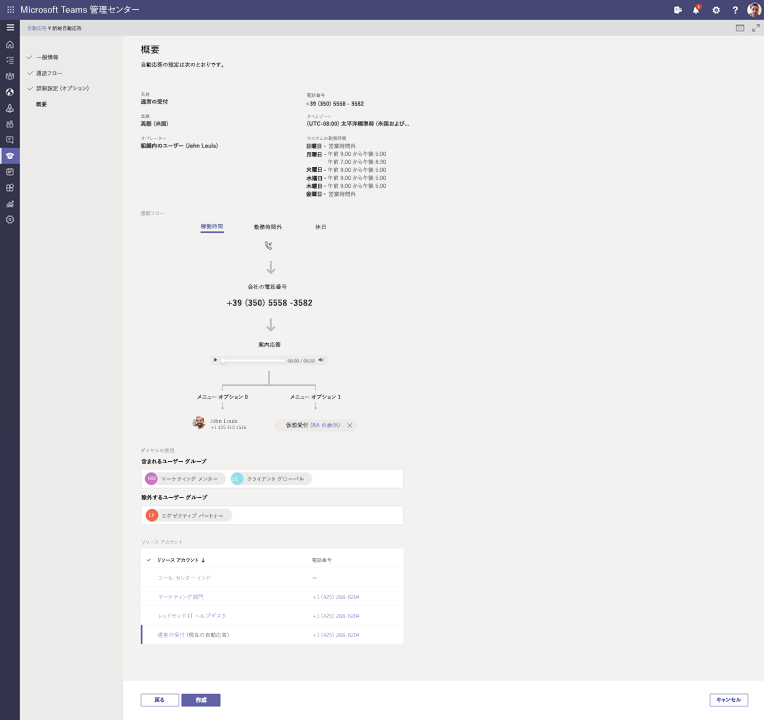 Microsoft Teams 管理センター
自動応答 \ 新規自動応答
一般情報
通話フロー
詳細設定 (オプション)
概要
概要
自動応答の設定は次のとおりです。
名前
通常の受付
電話番号
+39 (350) 5558 - 3582
言語
英語 (米国)
タイムゾーン
(UTC-08:00) 太平洋標準時 (米国および...
オペレーター
組織内のユーザー (John Louis)
カスタムの勤務時間
日曜日 - 営業時間外
月曜日 - 午前 9:00 から午後 5:00
午前 7:00 から午後 8:30
火曜日 - 午前 9:00 から午後 5:00
水曜日 - 午前 9:00 から午後 5:00
木曜日 - 午前 9:00 から午後 5:00
金曜日 - 営業時間外
通話フロー
稼働時間 勤務時間外 休日
会社の電話番号
+39 (350) 5558 -3582
案内応答
00:00 / 00:20
メニュー オプション 0 メニュー オプション 1
John Louis
+1 425 312 1546
仮想受付 (RA の表示)
ダイヤルの使用
含まれるユーザー グループ
マーケティング メンター クライアント グローバル
除外するユーザー グループ
EP エグゼクティブ パートナー
リソース アカウント
リソース アカウント ↓ 電話番号
コール センター インド --
マーケティング部門 +1 (425) 268-9204
レッドモンド IT ヘルプデスク +1 (425) 268-9204
通常の受付 (現在の自動応答) +1 (425) 268-9204
戻る 作成 キャンセル